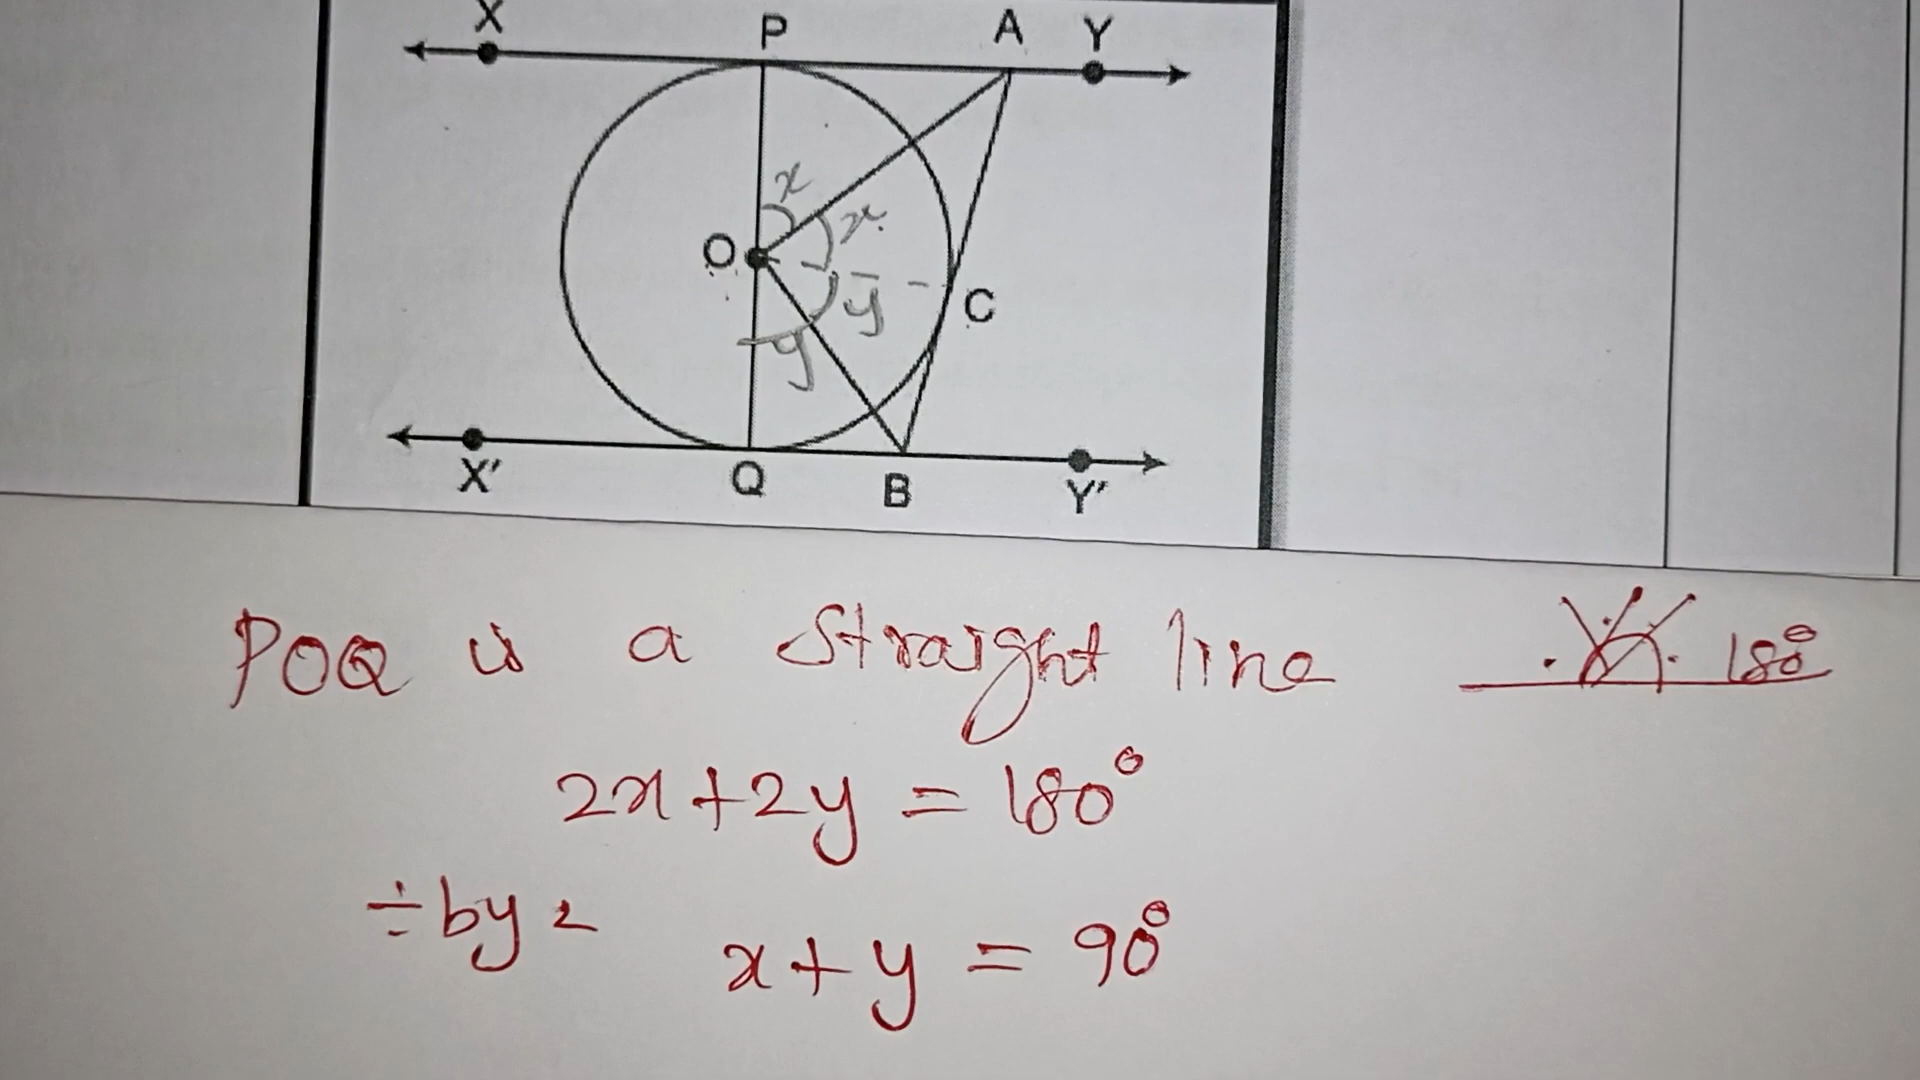 X P A Y
x
x
O
y
C
y
X' Q B Y'
POQ is a straight line 180°
2x+2y = 180°
÷ by 2
x+y = 90°